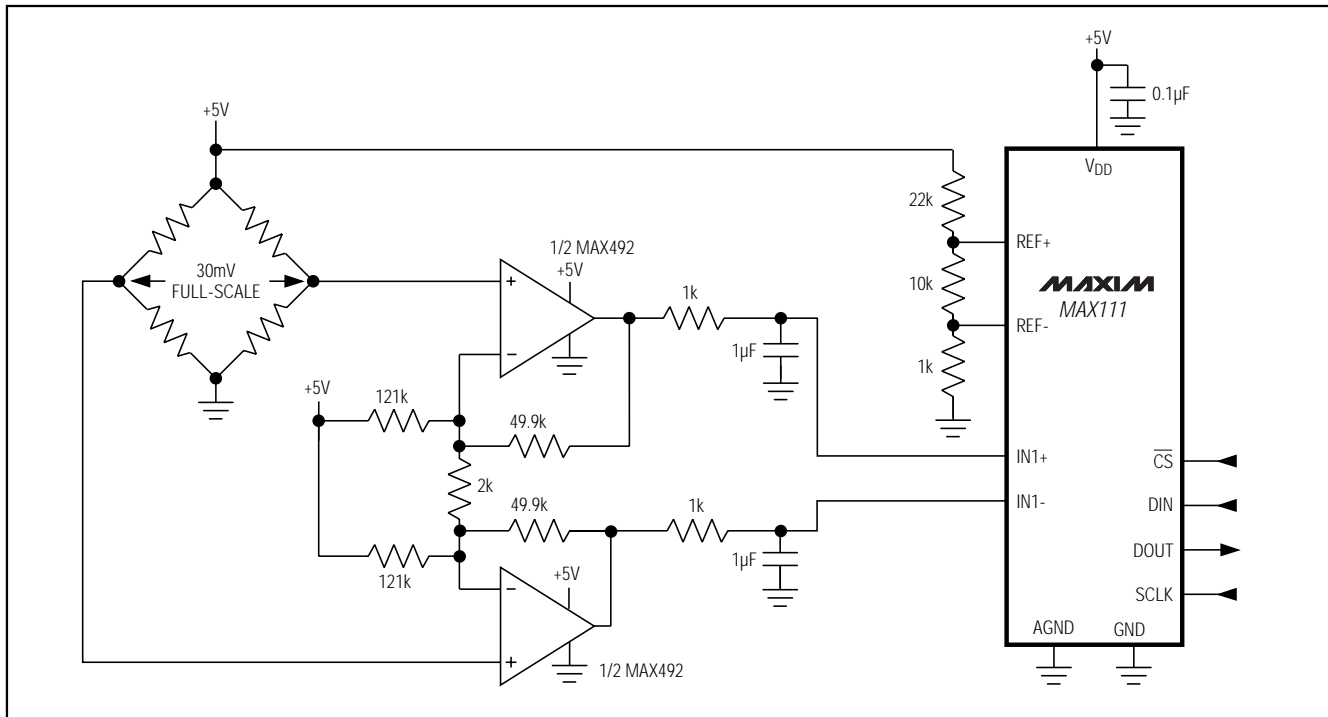 +5V
0.1µF
+5V
VDD
22k
1/2 MAX492
+5V
REF+
30mV
FULL-SCALE
+
10k
MAXIM
MAX111
1k
REF-
−
1µF
1k
+5V
121k
49.9k
IN1+
CS
2k
49.9k
1k
IN1-
DIN
121k
+5V
1µF
DOUT
−
SCLK
AGND
GND
+
1/2 MAX492